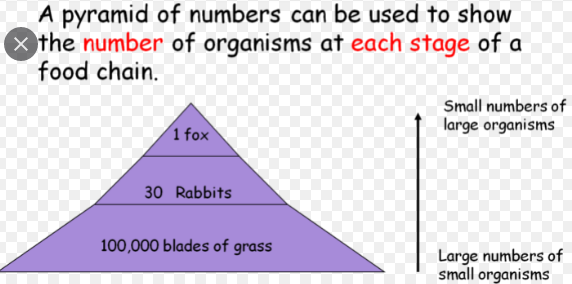 A pyramid of numbers can be used to show
the number of organisms at each stage of a
food chain.
Small numbers of
large organisms
1 fox
30 Rabbits
100,000 blades of grass
Large numbers of
small organisms